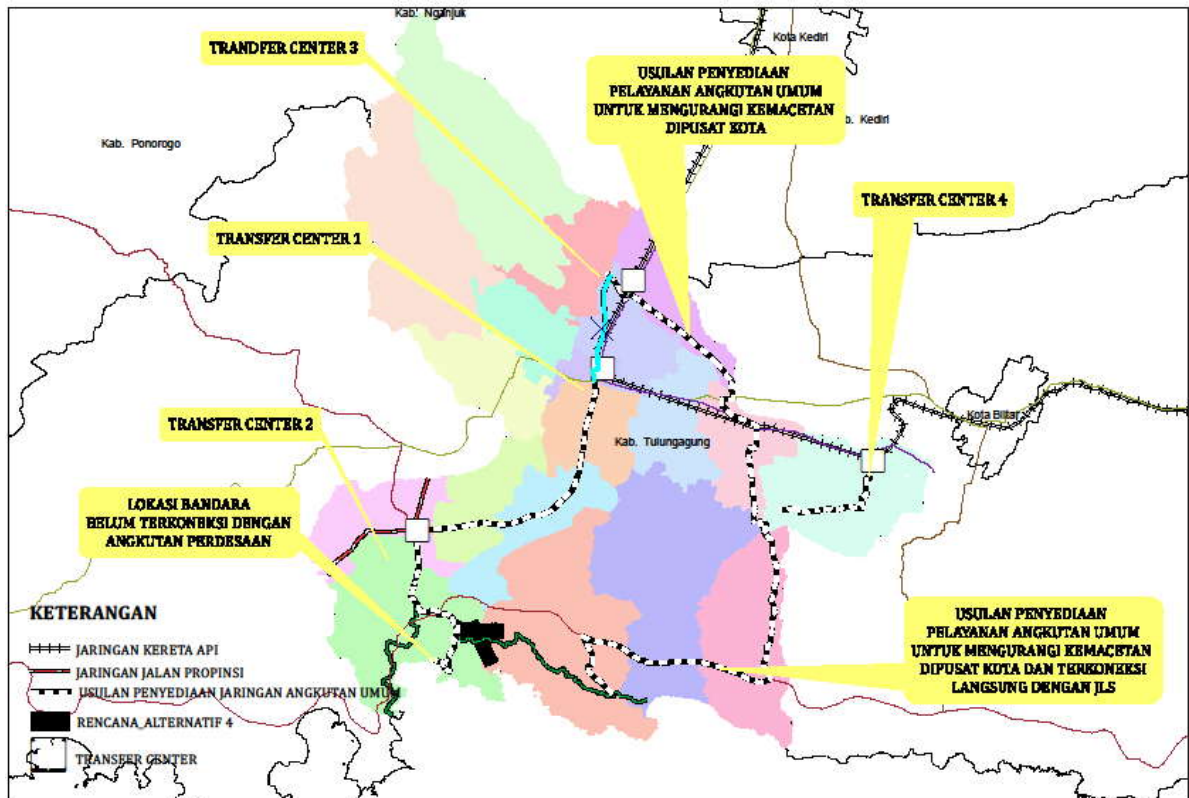 Kab. Nganjuk
TRANDFER CENTER 3
Kota Kediri
USULAN PENYEDIAAN
PELAYANAN ANGKUTAN UMUM
UNTUK MENGURANGI KEMACETAN
DIPUSAT KOTA
Kediri
Kab. Ponorogo
TRANSFER CENTER 4
TRANSFER CENTER 1
TRANSFER CENTER 2
Kota Blitar
Kab. Tulungagung
LOKASI BANDARA
BELUM TERKONEKSI DENGAN
ANGKUTAN PERDESAAN
KETERANGAN
JARINGAN KERETA API
JARINGAN JALAN PROPINSI
USULAN PENYEDIAAN JARINGAN ANGKUTAN UMUM
RENCANA_ALTERNATIF 4
TRANSFER CENTER
USULAN PENYEDIAAN
PELAYANAN ANGKUTAN UMUM
UNTUK MENGURANGI KEMACETAN
DIPUSAT KOTA DAN TERKONEKSI
LANGSUNG DENGAN JLS